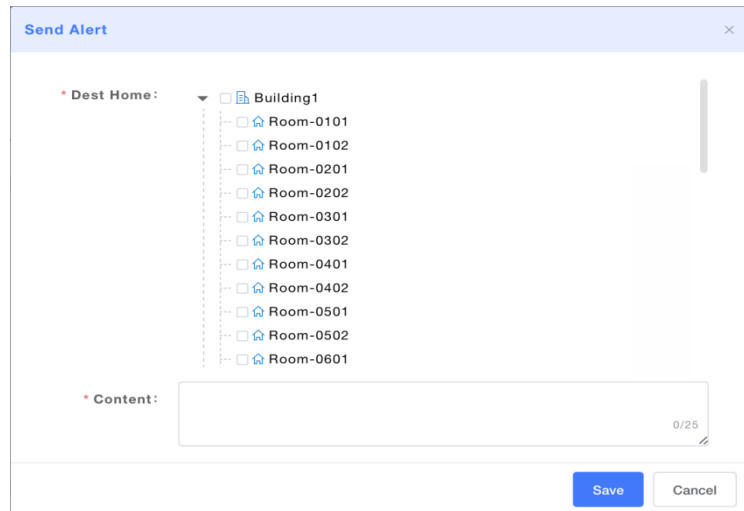 Send Alert
* Dest Home:
Building1
Room-0101
Room-0102
Room-0201
Room-0202
Room-0301
Room-0302
Room-0401
Room-0402
Room-0501
Room-0502
Room-0601
* Content:
0/25
Save Cancel